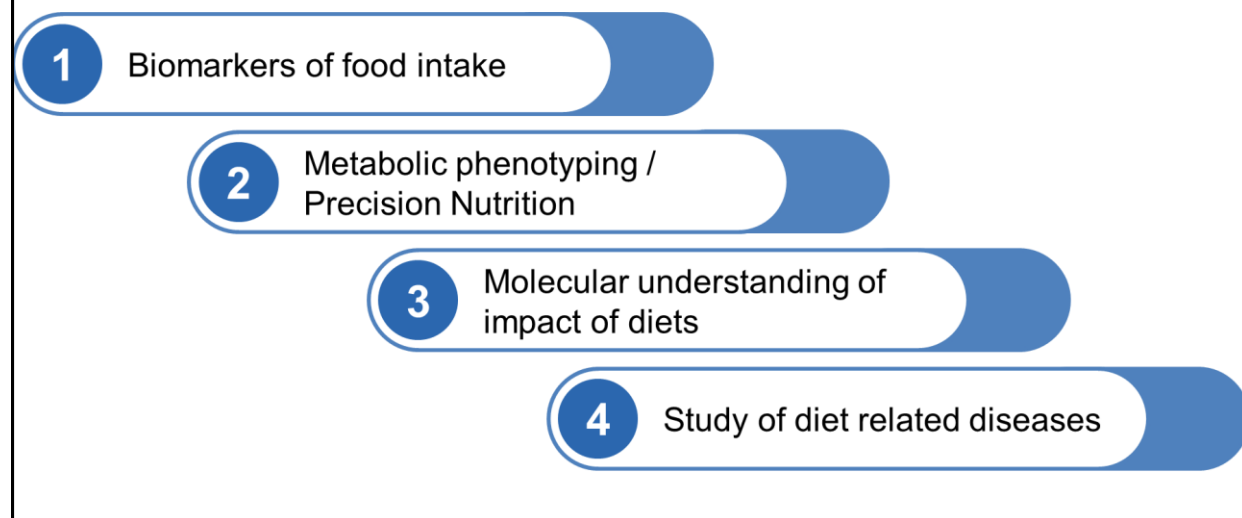 1
Biomarkers of food intake
2
Metabolic phenotyping /
Precision Nutrition
3
Molecular understanding of
impact of diets
4
Study of diet related diseases